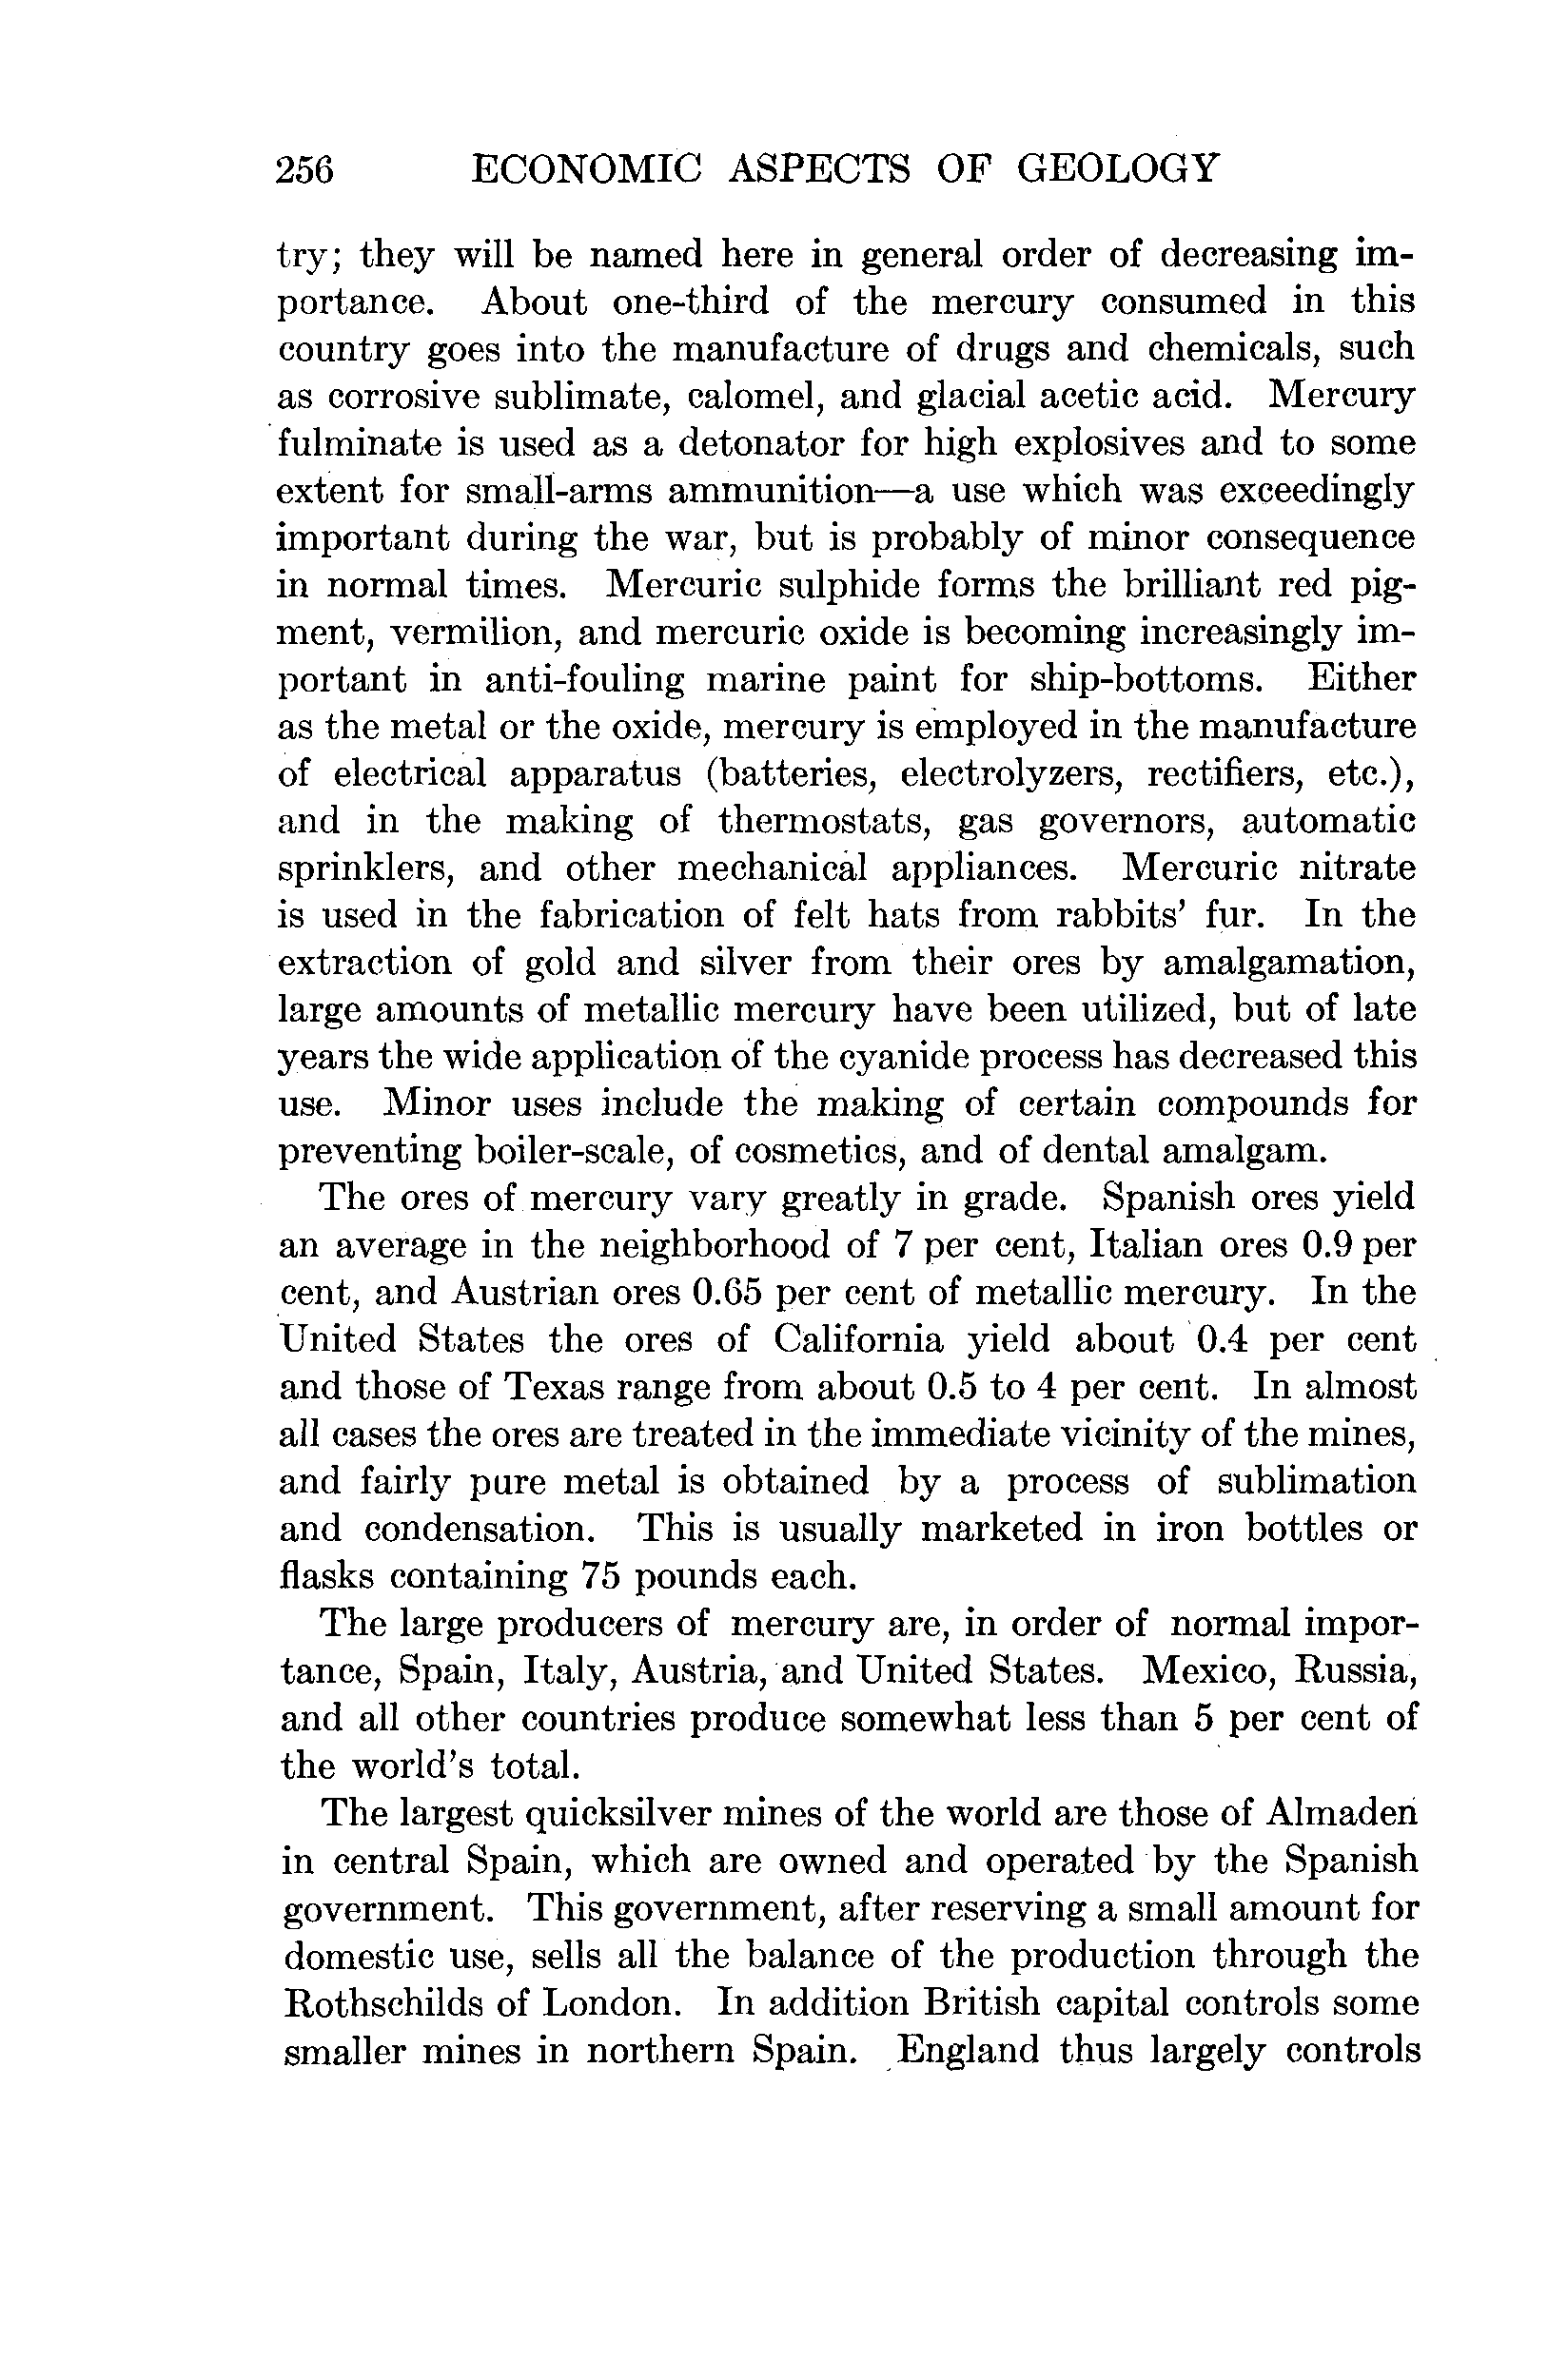 256 ECONOMIC ASPECTS OF GEOLOGY
try; they will be named here in general order of decreasing im-
portance. About one-third of the mercury consumed in this
country goes into the manufacture of drugs and chemicals, such
as corrosive sublimate, calomel, and glacial acetic acid. Mercury
fulminate is used as a detonator for high explosives and to some
extent for small-arms ammunition—a use which was exceedingly
important during the war, but is probably of minor consequence
in normal times. Mercuric sulphide forms the brilliant red pig-
ment, vermilion, and mercuric oxide is becoming increasingly im-
portant in anti-fouling marine paint for ship-bottoms. Either
as the metal or the oxide, mercury is employed in the manufacture
of electrical apparatus (batteries, electrolyzers, rectifiers, etc.),
and in the making of thermostats, gas governors, automatic
sprinklers, and other mechanical appliances. Mercuric nitrate
is used in the fabrication of felt hats from rabbits' fur. In the
extraction of gold and silver from their ores by amalgamation,
large amounts of metallic mercury have been utilized, but of late
years the wide application of the cyanide process has decreased this
use. Minor uses include the making of certain compounds for
preventing boiler-scale, of cosmetics, and of dental amalgam.
The ores of mercury vary greatly in grade. Spanish ores yield
an average in the neighborhood of 7 per cent, Italian ores 0.9 per
cent, and Austrian ores 0.65 per cent of metallic mercury. In the
United States the ores of California yield about 0.4 per cent
and those of Texas range from about 0.5 to 4 per cent. In almost
all cases the ores are treated in the immediate vicinity of the mines,
and fairly pure metal is obtained by a process of sublimation
and condensation. This is usually marketed in iron bottles or
flasks containing 75 pounds each.
The large producers of mercury are, in order of normal impor-
tance, Spain, Italy, Austria, and United States. Mexico, Russia,
and all other countries produce somewhat less than 5 per cent of
the world's total.
The largest quicksilver mines of the world are those of Almaden
in central Spain, which are owned and operated by the Spanish
government. This government, after reserving a small amount for
domestic use, sells all the balance of the production through the
Rothschilds of London. In addition British capital controls some
smaller mines in northern Spain. England thus largely controls